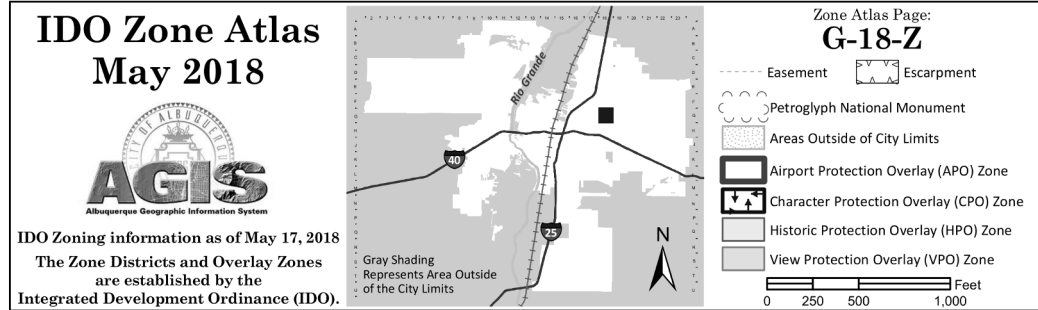 IDO Zone Atlas
May 2018
CITY OF ALBUQUERQUE
AGIS
Albuquerque Geographic Information System
IDO Zoning information as of May 17, 2018
The Zone Districts and Overlay Zones
are established by the
Integrated Development Ordinance (IDO).
Rio Grande
40
25
N
Gray Shading
Represents Area Outside
of the City Limits
Zone Atlas Page:
G-18-Z
Easement
Escarpment
Petroglyph National Monument
Areas Outside of City Limits
Airport Protection Overlay (APO) Zone
Character Protection Overlay (CPO) Zone
Historic Protection Overlay (HPO) Zone
View Protection Overlay (VPO) Zone
Feet
0 250 500 1,000